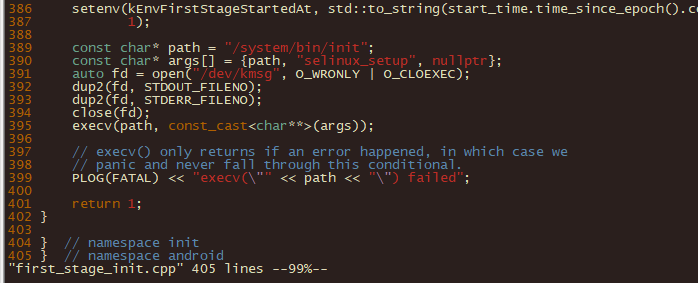 386     setenv(kEnvFirstStageStartedAt, std::to_string(start_time.time_since_epoch().c
387            1);
388
389     const char* path = "/system/bin/init";
390     const char* args[] = {path, "selinux_setup", nullptr};
391     auto fd = open("/dev/kmsg", O_WRONLY | O_CLOEXEC);
392     dup2(fd, STDOUT_FILENO);
393     dup2(fd, STDERR_FILENO);
394     close(fd);
395     execv(path, const_cast<char**>(args));
396
397     // execv() only returns if an error happened, in which case we
398     // panic and never fall through this conditional.
399     PLOG(FATAL) << "execv(\"" << path << "\") failed";
400
401     return 1;
402 }
403
404 }  // namespace init
405 }  // namespace android
"first_stage_init.cpp" 405 lines --99%--